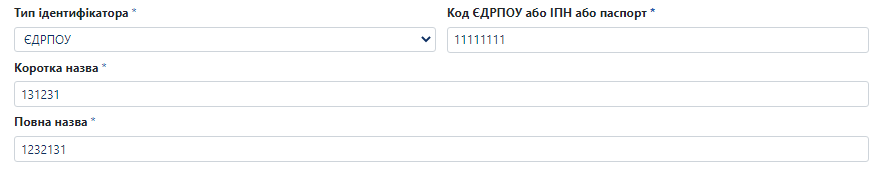 Тип ідентифікатора * Код ЄДРПОУ або ІПН або паспорт *
ЄДРПОУ 11111111
Коротка назва *
131231
Повна назва *
1232131